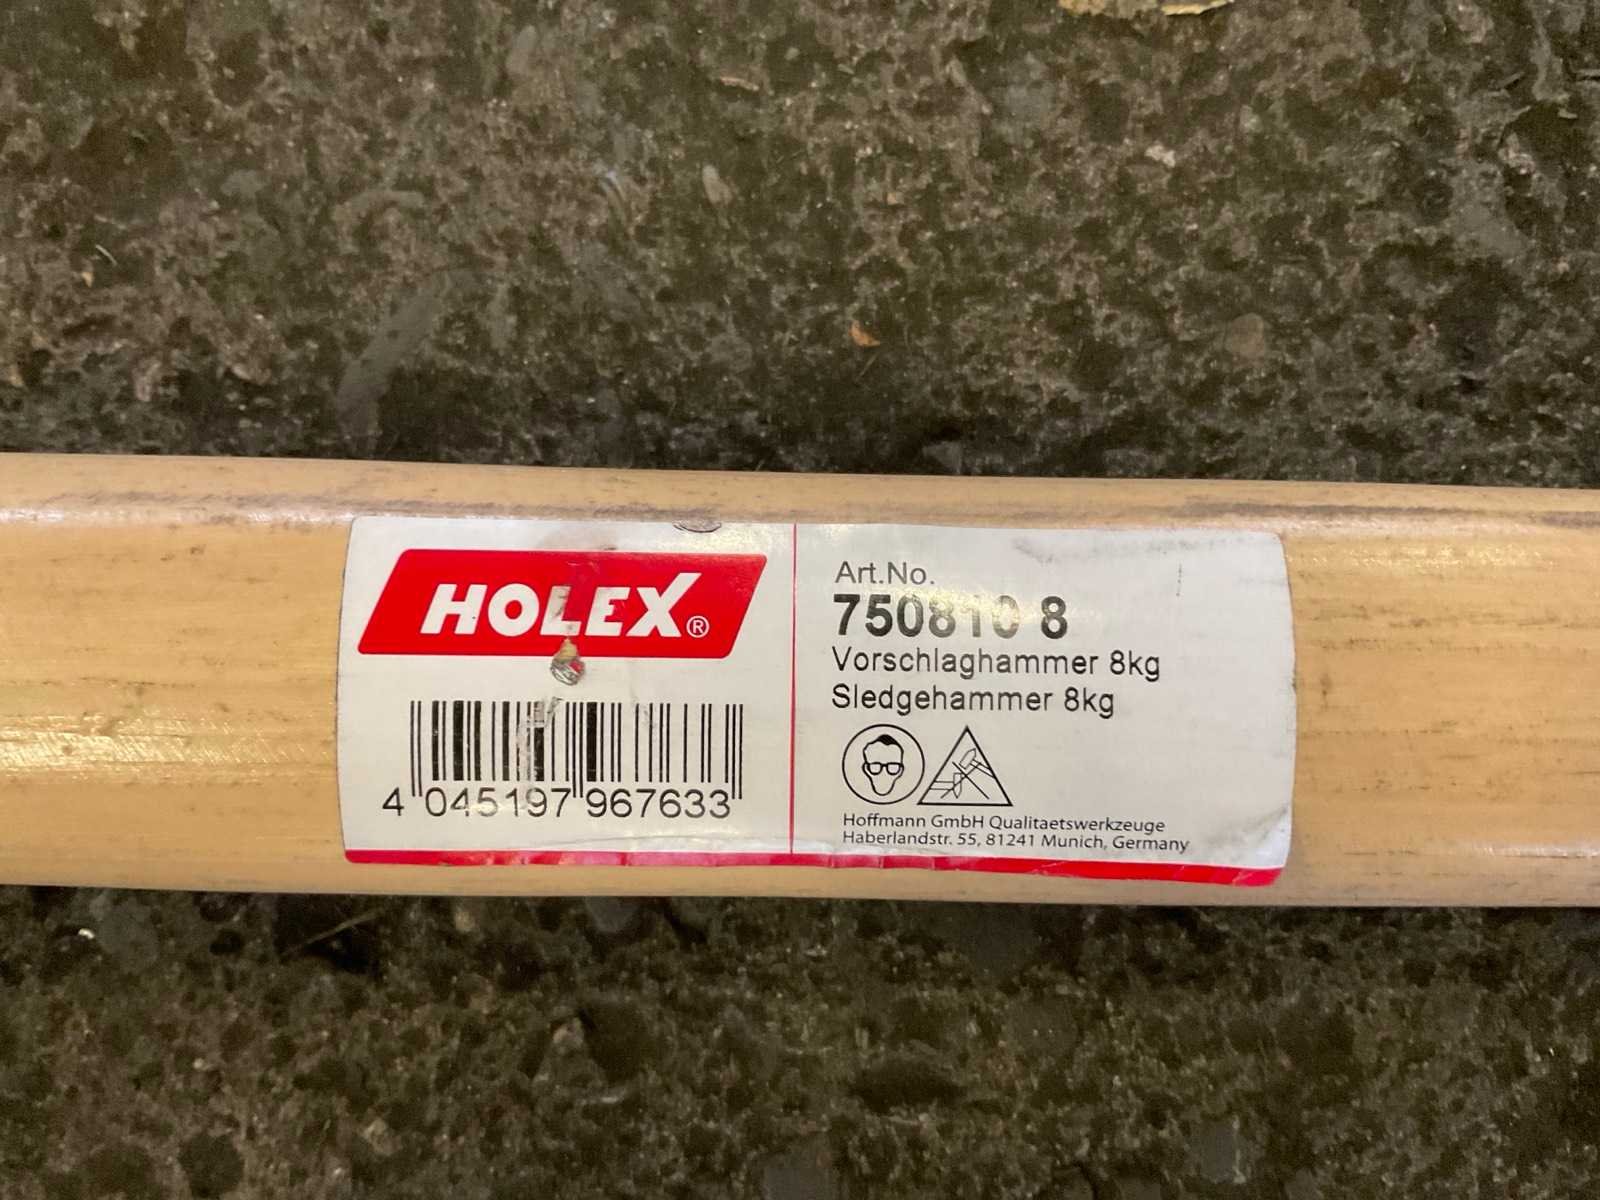 HOLEX®
4 045197 967633
Art.No.
750810 8
Vorschlaghammer 8kg
Sledgehammer 8kg
Hoffmann GmbH Qualitaetswerkzeuge
Haberlandstr. 55, 81241 Munich, Germany